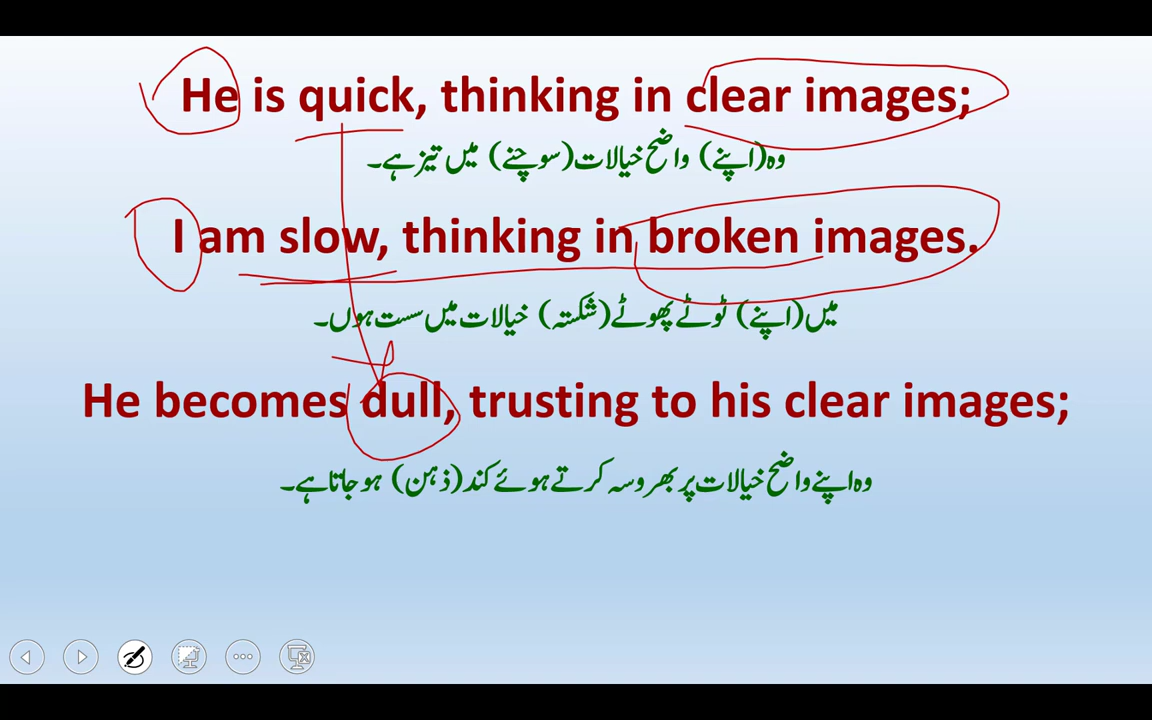 He is quick, thinking in clear images;
وہ(اپنے) واضح خیالات(سوچنے) میں تیز ہے۔
I am slow, thinking in broken images.
میں(اپنے) ٹوٹے پھوٹے(شکستہ) خیالات میں سست ہوں۔
He becomes dull, trusting to his clear images;
وہ اپنے واضح خیالات پر بھروسہ کرتے ہوئے کند(ذہن) ہو جاتا ہے۔